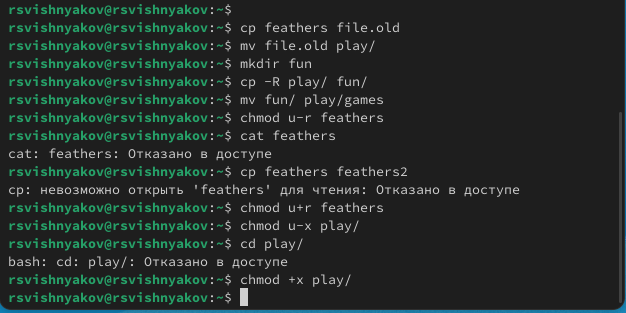 rsvishnyakov@rsvishnyakov:~$
rsvishnyakov@rsvishnyakov:~$ cp feathers file.old
rsvishnyakov@rsvishnyakov:~$ mv file.old play/
rsvishnyakov@rsvishnyakov:~$ mkdir fun
rsvishnyakov@rsvishnyakov:~$ cp -R play/ fun/
rsvishnyakov@rsvishnyakov:~$ mv fun/ play/games
rsvishnyakov@rsvishnyakov:~$ chmod u-r feathers
rsvishnyakov@rsvishnyakov:~$ cat feathers
cat: feathers: Отказано в доступе
rsvishnyakov@rsvishnyakov:~$ cp feathers feathers2
cp: невозможно открыть 'feathers' для чтения: Отказано в доступе
rsvishnyakov@rsvishnyakov:~$ chmod u+r feathers
rsvishnyakov@rsvishnyakov:~$ chmod u-x play/
rsvishnyakov@rsvishnyakov:~$ cd play/
bash: cd: play/: Отказано в доступе
rsvishnyakov@rsvishnyakov:~$ chmod +x play/
rsvishnyakov@rsvishnyakov:~$